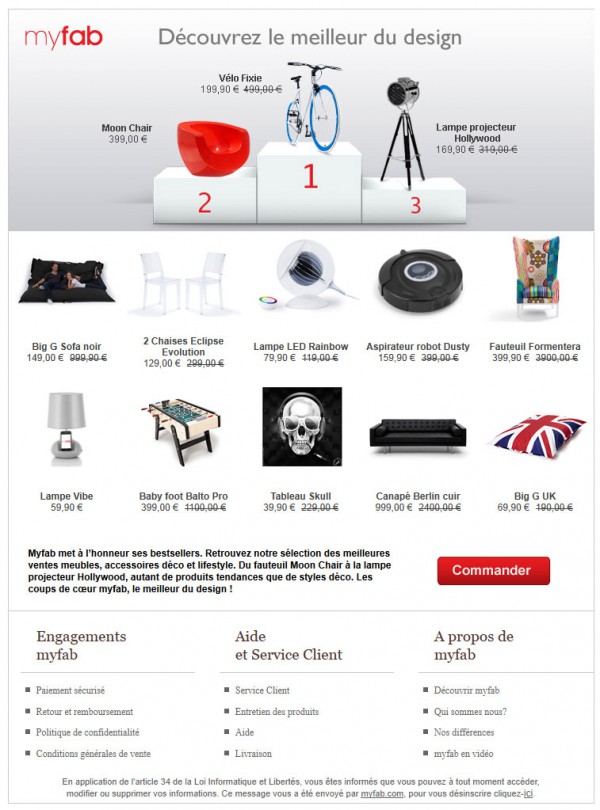 myfab
Découvrez le meilleur du design
Vélo Fixie
199,90 € 499,00 €
Moon Chair
399,00 €
Lampe projecteur
Hollywood
169,90 € 319,00 €
1
2
3
Big G Sofa noir
149,00 € 999,90 €
2 Chaises Eclipse
Evolution
129,00 € 299,00 €
Lampe LED Rainbow
79,90 € 119,00 €
Aspirateur robot Dusty
159,90 € 399,00 €
Fauteuil Formentera
399,90 € 3900,00 €
Lampe Vibe
59,90 €
Baby foot Balto Pro
399,00 € 1100,00 €
Tableau Skull
39,90 € 229,00 €
Canapé Berlin cuir
999,00 € 2400,00 €
Big G UK
69,90 € 190,00 €
Myfab met à l'honneur ses bestsellers. Retrouvez notre sélection des meilleures
ventes meubles, accessoires déco et lifestyle. Du fauteuil Moon Chair à la lampe
projecteur Hollywood, autant de produits tendances que de styles déco. Les
coups de cœur myfab, le meilleur du design !
Commander
Engagements
myfab
Paiement sécurisé
Retour et remboursement
Politique de confidentialité
Conditions générales de vente
Aide
et Service Client
Service Client
Entretien des produits
Aide
Livraison
A propos de
myfab
Découvrir myfab
Qui sommes nous?
Nos différences
myfab en vidéo
En application de l'article 34 de la Loi Informatique et Libertés, vous êtes informés que vous pouvez à tout moment accéder,
modifier ou supprimer vos informations. Ce message vous a été envoyé par myfab.com, pour vous désinscrire cliquez-ici.